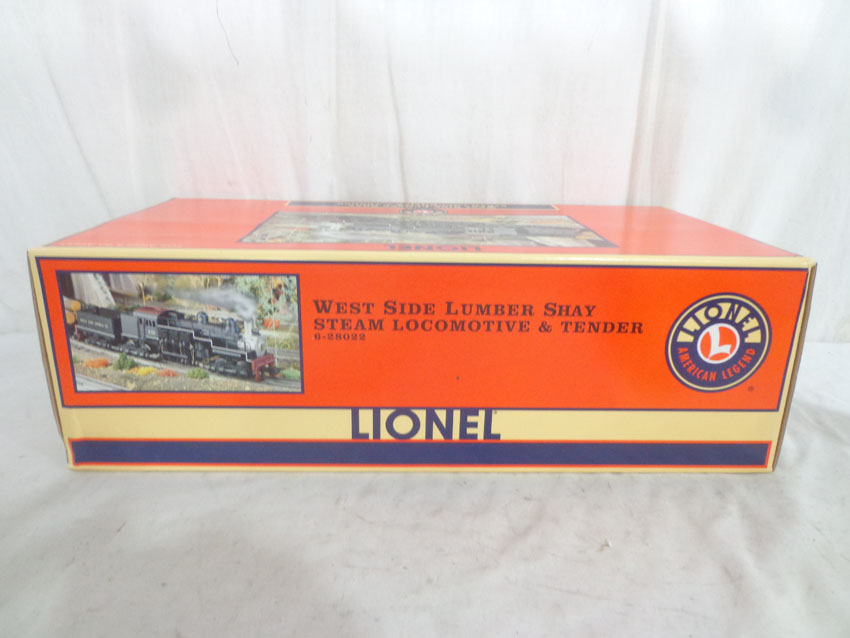 LIONEL
WEST SIDE LUMBER SHAY
STEAM LOCOMOTIVE & TENDER
6-28022
LIONEL
L
AMERICAN LEGEND
®
LIONEL